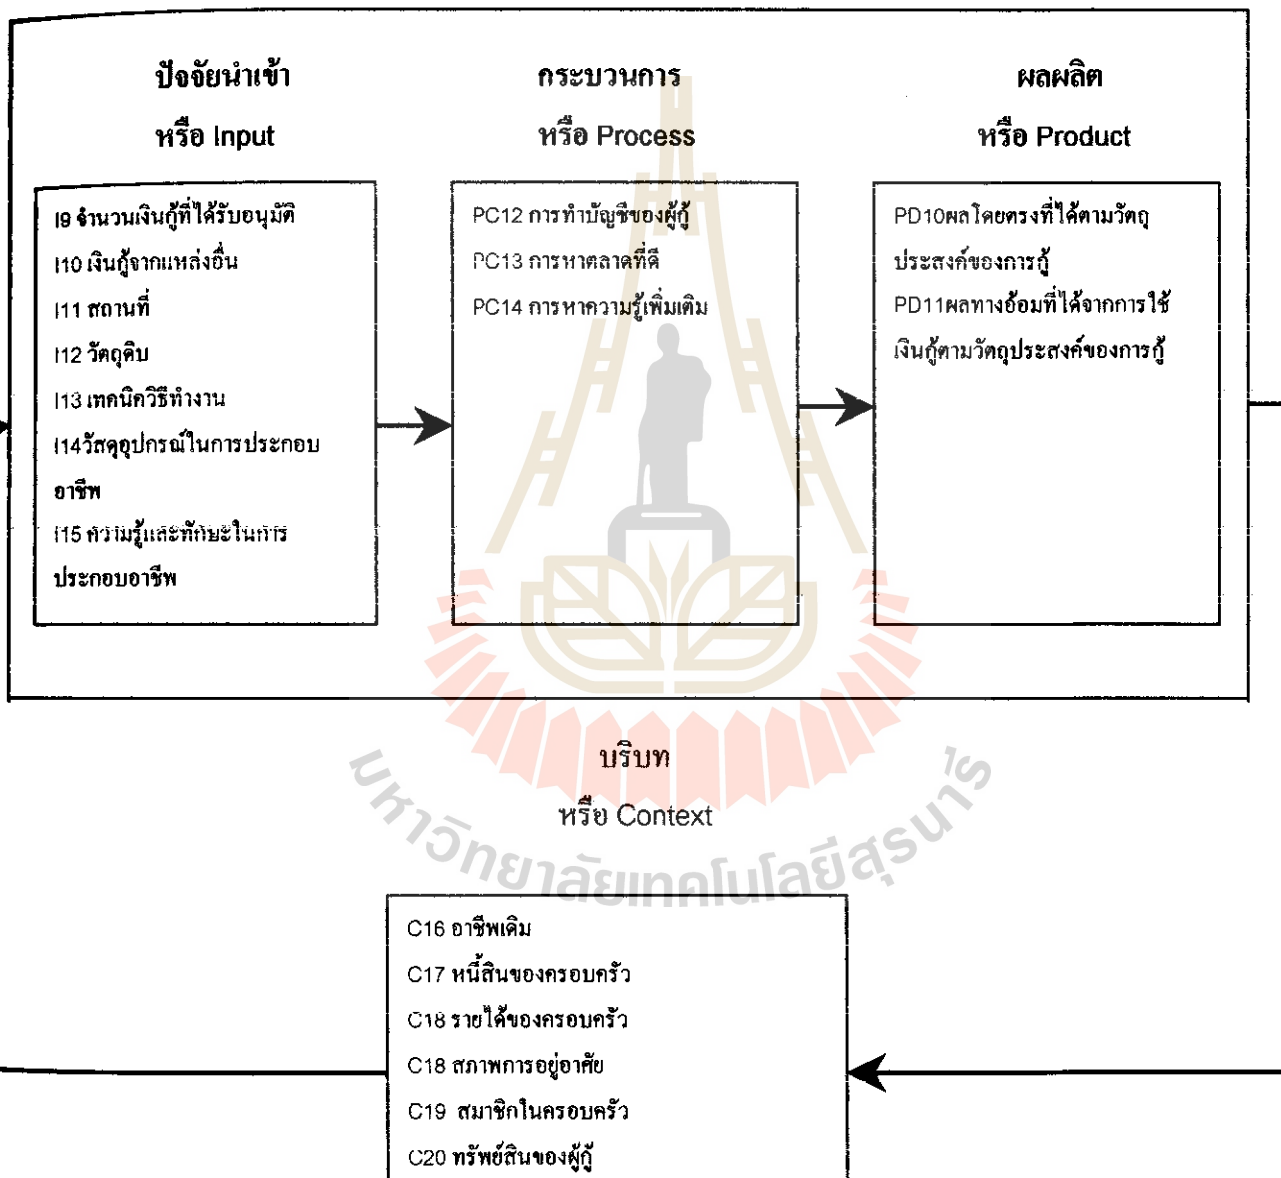 ปัจจัยนำเข้า
หรือ Input
I9 จำนวนเงินกู้ที่ได้รับอนุมัติ
I10 เงินกู้จากแหล่งอื่น
I11 สถานที่
I12 วัตถุดิบ
I13 เทคนิควิธีทำงาน
I14วัสดุอุปกรณ์ในการประกอบ
อาชีพ
I15 ความรู้และทักษะในการ
ประกอบอาชีพ
กระบวนการ
หรือ Process
PC12 การทำบัญชีของผู้กู้
PC13 การหาตลาดที่ดี
PC14 การหาความรู้เพิ่มเติม
ผลผลิต
หรือ Product
PD10ผลโดยตรงที่ได้ตามวัตถุ
ประสงค์ของการกู้
PD11ผลทางอ้อมที่ได้จากการใช้
เงินกู้ตามวัตถุประสงค์ของการกู้
บริบท
หรือ Context
มหาวิทยาลัยเทคโนโลยีสุรนารี
C16 อาชีพเดิม
C17 หนี้สินของครอบครัว
C18 รายได้ของครอบครัว
C18 สภาพการอยู่อาศัย
C19 สมาชิกในครอบครัว
C20 ทรัพย์สินของผู้กู้